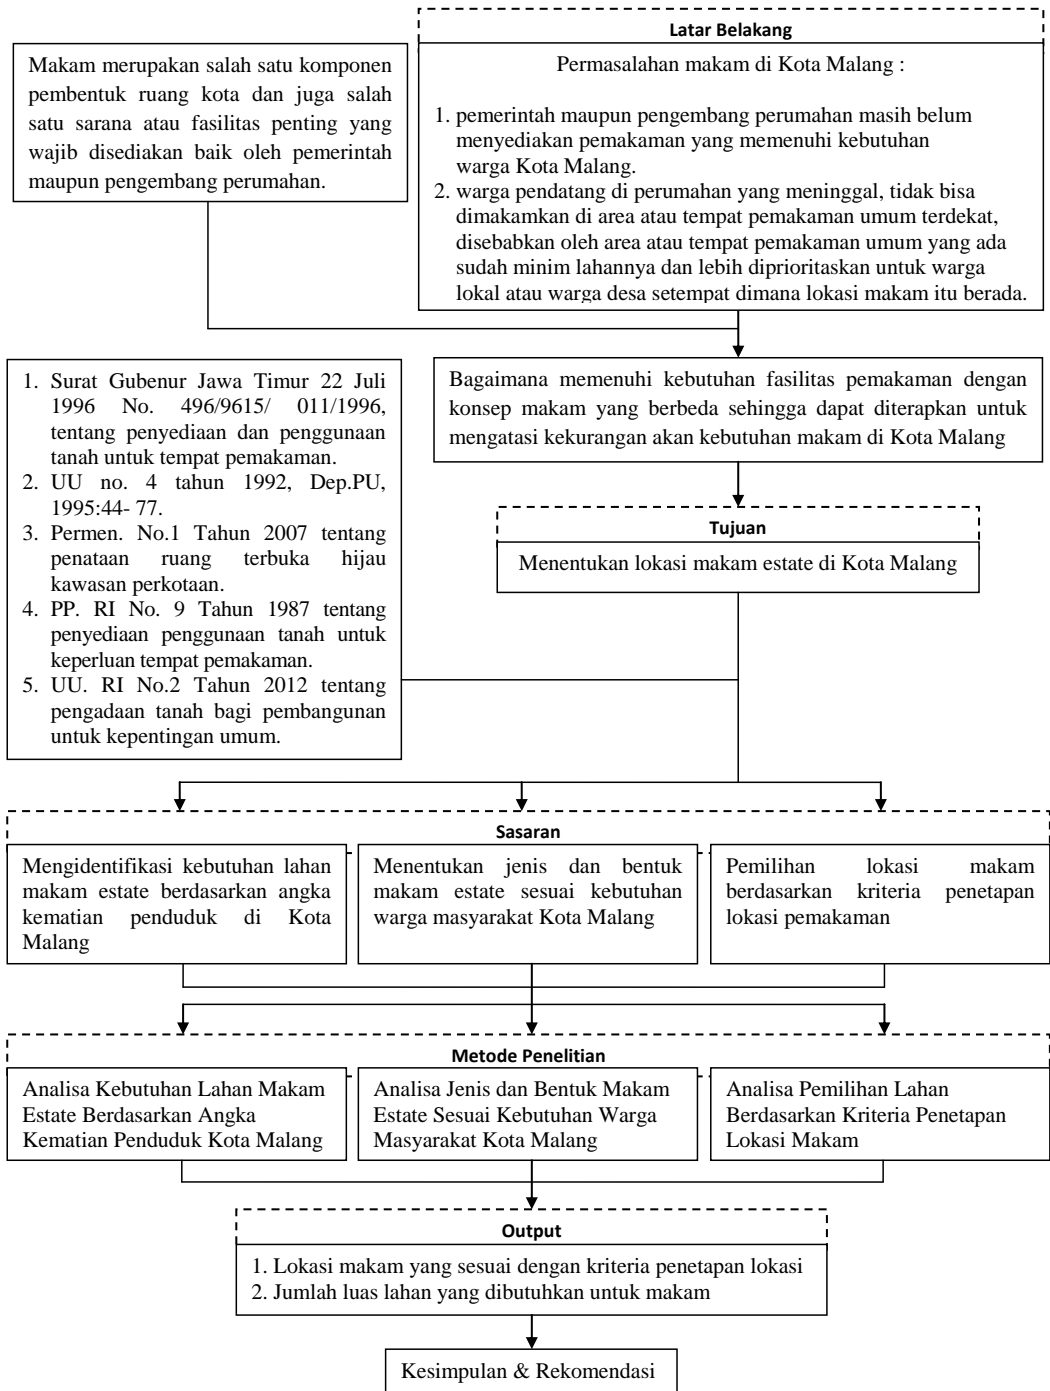 Latar Belakang
Makam merupakan salah satu komponen
pembentuk ruang kota dan juga salah
satu sarana atau fasilitas penting yang
wajib disediakan baik oleh pemerintah
maupun pengembang perumahan.
Permasalahan makam di Kota Malang :
1. pemerintah maupun pengembang perumahan masih belum
menyediakan pemakaman yang memenuhi kebutuhan
warga Kota Malang.
2. warga pendatang di perumahan yang meninggal, tidak bisa
dimakamkan di area atau tempat pemakaman umum terdekat,
disebabkan oleh area atau tempat pemakaman umum yang ada
sudah minim lahannya dan lebih diprioritaskan untuk warga
lokal atau warga desa setempat dimana lokasi makam itu berada.
1. Surat Gubenur Jawa Timur 22 Juli
1996 No. 496/9615/ 011/1996,
tentang penyediaan dan penggunaan
tanah untuk tempat pemakaman.
2. UU no. 4 tahun 1992, Dep.PU,
1995:44- 77.
3. Permen. No.1 Tahun 2007 tentang
penataan ruang terbuka hijau
kawasan perkotaan.
4. PP. RI No. 9 Tahun 1987 tentang
penyediaan penggunaan tanah untuk
keperluan tempat pemakaman.
5. UU. RI No.2 Tahun 2012 tentang
pengadaan tanah bagi pembangunan
untuk kepentingan umum.
Bagaimana memenuhi kebutuhan fasilitas pemakaman dengan
konsep makam yang berbeda sehingga dapat diterapkan untuk
mengatasi kekurangan akan kebutuhan makam di Kota Malang
Tujuan
Menentukan lokasi makam estate di Kota Malang
Sasaran
Mengidentifikasi kebutuhan lahan
makam estate berdasarkan angka
kematian penduduk di Kota
Malang
Menentukan jenis dan bentuk
makam estate sesuai kebutuhan
warga masyarakat Kota Malang
Pemilihan lokasi makam
berdasarkan kriteria penetapan
lokasi pemakaman
Metode Penelitian
Analisa Kebutuhan Lahan Makam
Estate Berdasarkan Angka
Kematian Penduduk Kota Malang
Analisa Jenis dan Bentuk Makam
Estate Sesuai Kebutuhan Warga
Masyarakat Kota Malang
Analisa Pemilihan Lahan
Berdasarkan Kriteria Penetapan
Lokasi Makam
Output
1. Lokasi makam yang sesuai dengan kriteria penetapan lokasi
2. Jumlah luas lahan yang dibutuhkan untuk makam
Kesimpulan & Rekomendasi